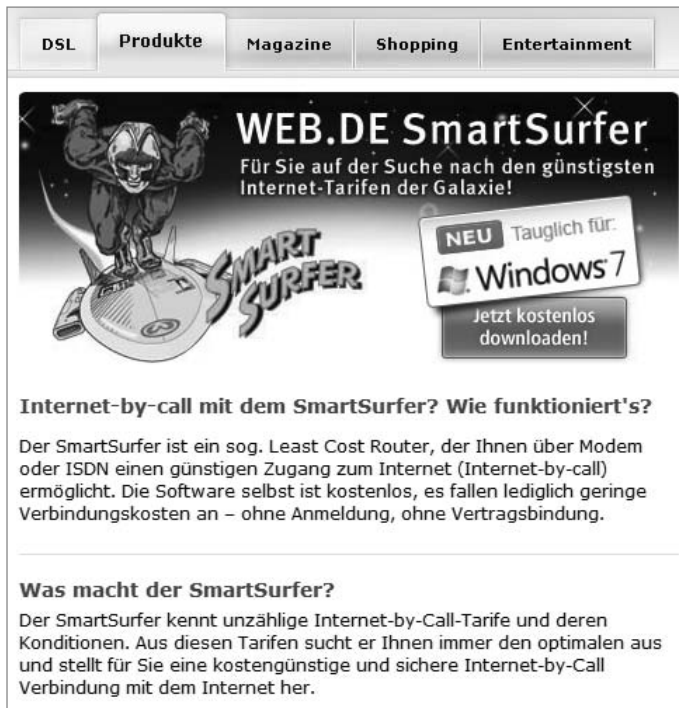 DSL Produkte Magazine Shopping Entertainment
WEB.DE SmartSurfer
Für Sie auf der Suche nach den günstigsten
Internet-Tarifen der Galaxie!
SMART
SURFER
NEU Tauglich für:
Windows 7
Jetzt kostenlos
downloaden!
Internet-by-call mit dem SmartSurfer? Wie funktioniert's?
Der SmartSurfer ist ein sog. Least Cost Router, der Ihnen über Modem
oder ISDN einen günstigen Zugang zum Internet (Internet-by-call)
ermöglicht. Die Software selbst ist kostenlos, es fallen lediglich geringe
Verbindungskosten an – ohne Anmeldung, ohne Vertragsbindung.
Was macht der SmartSurfer?
Der SmartSurfer kennt unzählige Internet-by-Call-Tarife und deren
Konditionen. Aus diesen Tarifen sucht er Ihnen immer den optimalen aus
und stellt für Sie eine kostengünstige und sichere Internet-by-Call
Verbindung mit dem Internet her.